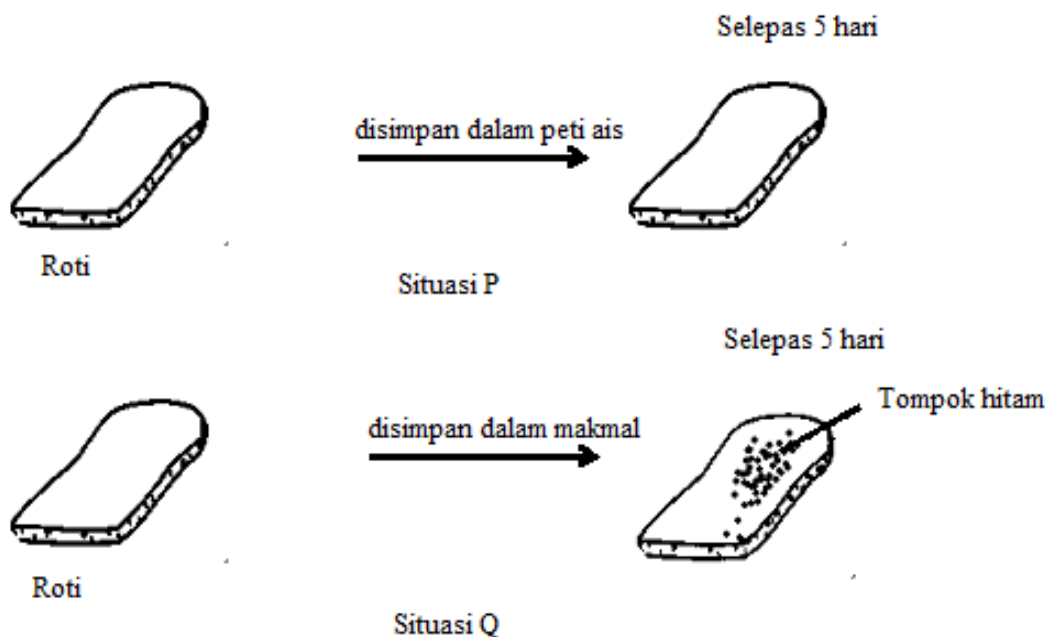 Selepas 5 hari
disimpan dalam peti ais
Roti
Situasi P
Selepas 5 hari
Tompok hitam
disimpan dalam makmal
Roti
Situasi Q